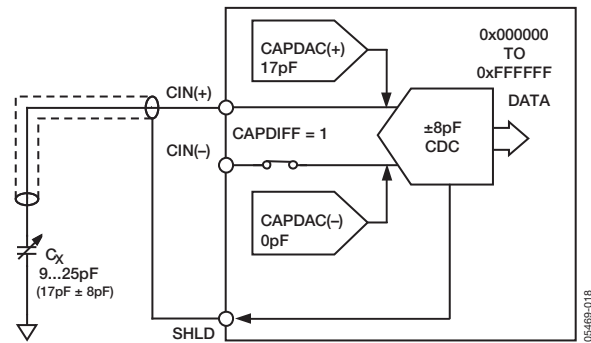 CAPDAC(+)
17pF
0x000000
TO
0xFFFFFF
DATA
CIN(+)
CAPDIFF = 1
±8pF
CDC
CIN(–)
CAPDAC(–)
0pF
CX
9...25pF
(17pF ± 8pF)
SHLD
05469-018